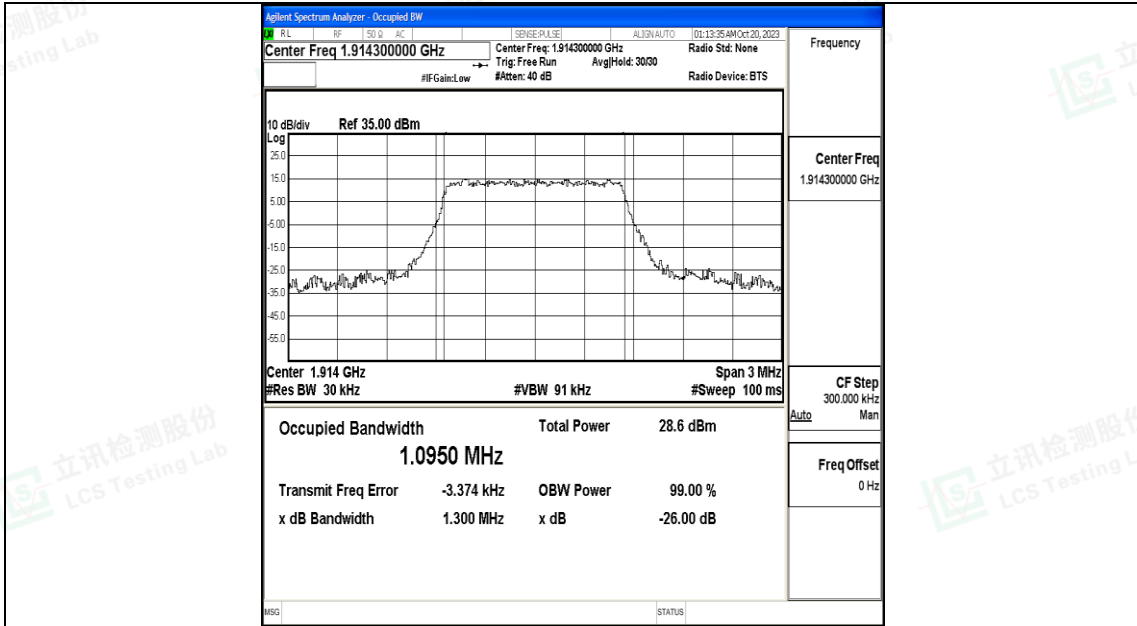 Agilent Spectrum Analyzer - Occupied BW
RL RF 50 Ω AC SENSE:PULSE ALIGN AUTO 01:13:35 AM Oct 20, 2023
Center Freq 1.914300000 GHz
Center Freq: 1.914300000 GHz
Radio Std: None
Trig: Free Run
Avg|Hold: 30/30
#IFGain:Low
#Atten: 40 dB
Radio Device: BTS
10 dB/div Ref 35.00 dBm
Log
25.0
15.0
5.00
-5.00
-15.0
-25.0
-35.0
-45.0
-55.0
Center 1.914 GHz Span 3 MHz
#Res BW 30 kHz #VBW 91 kHz #Sweep 100 ms
Occupied Bandwidth Total Power 28.6 dBm
1.0950 MHz
Transmit Freq Error -3.374 kHz OBW Power 99.00 %
x dB Bandwidth 1.300 MHz x dB -26.00 dB
MSG STATUS
Frequency
Center Freq
1.914300000 GHz
CF Step
300.000 kHz
Auto Man
Freq Offset
0 Hz
立讯检测股份
LCS Testing Lab
立讯检测股份